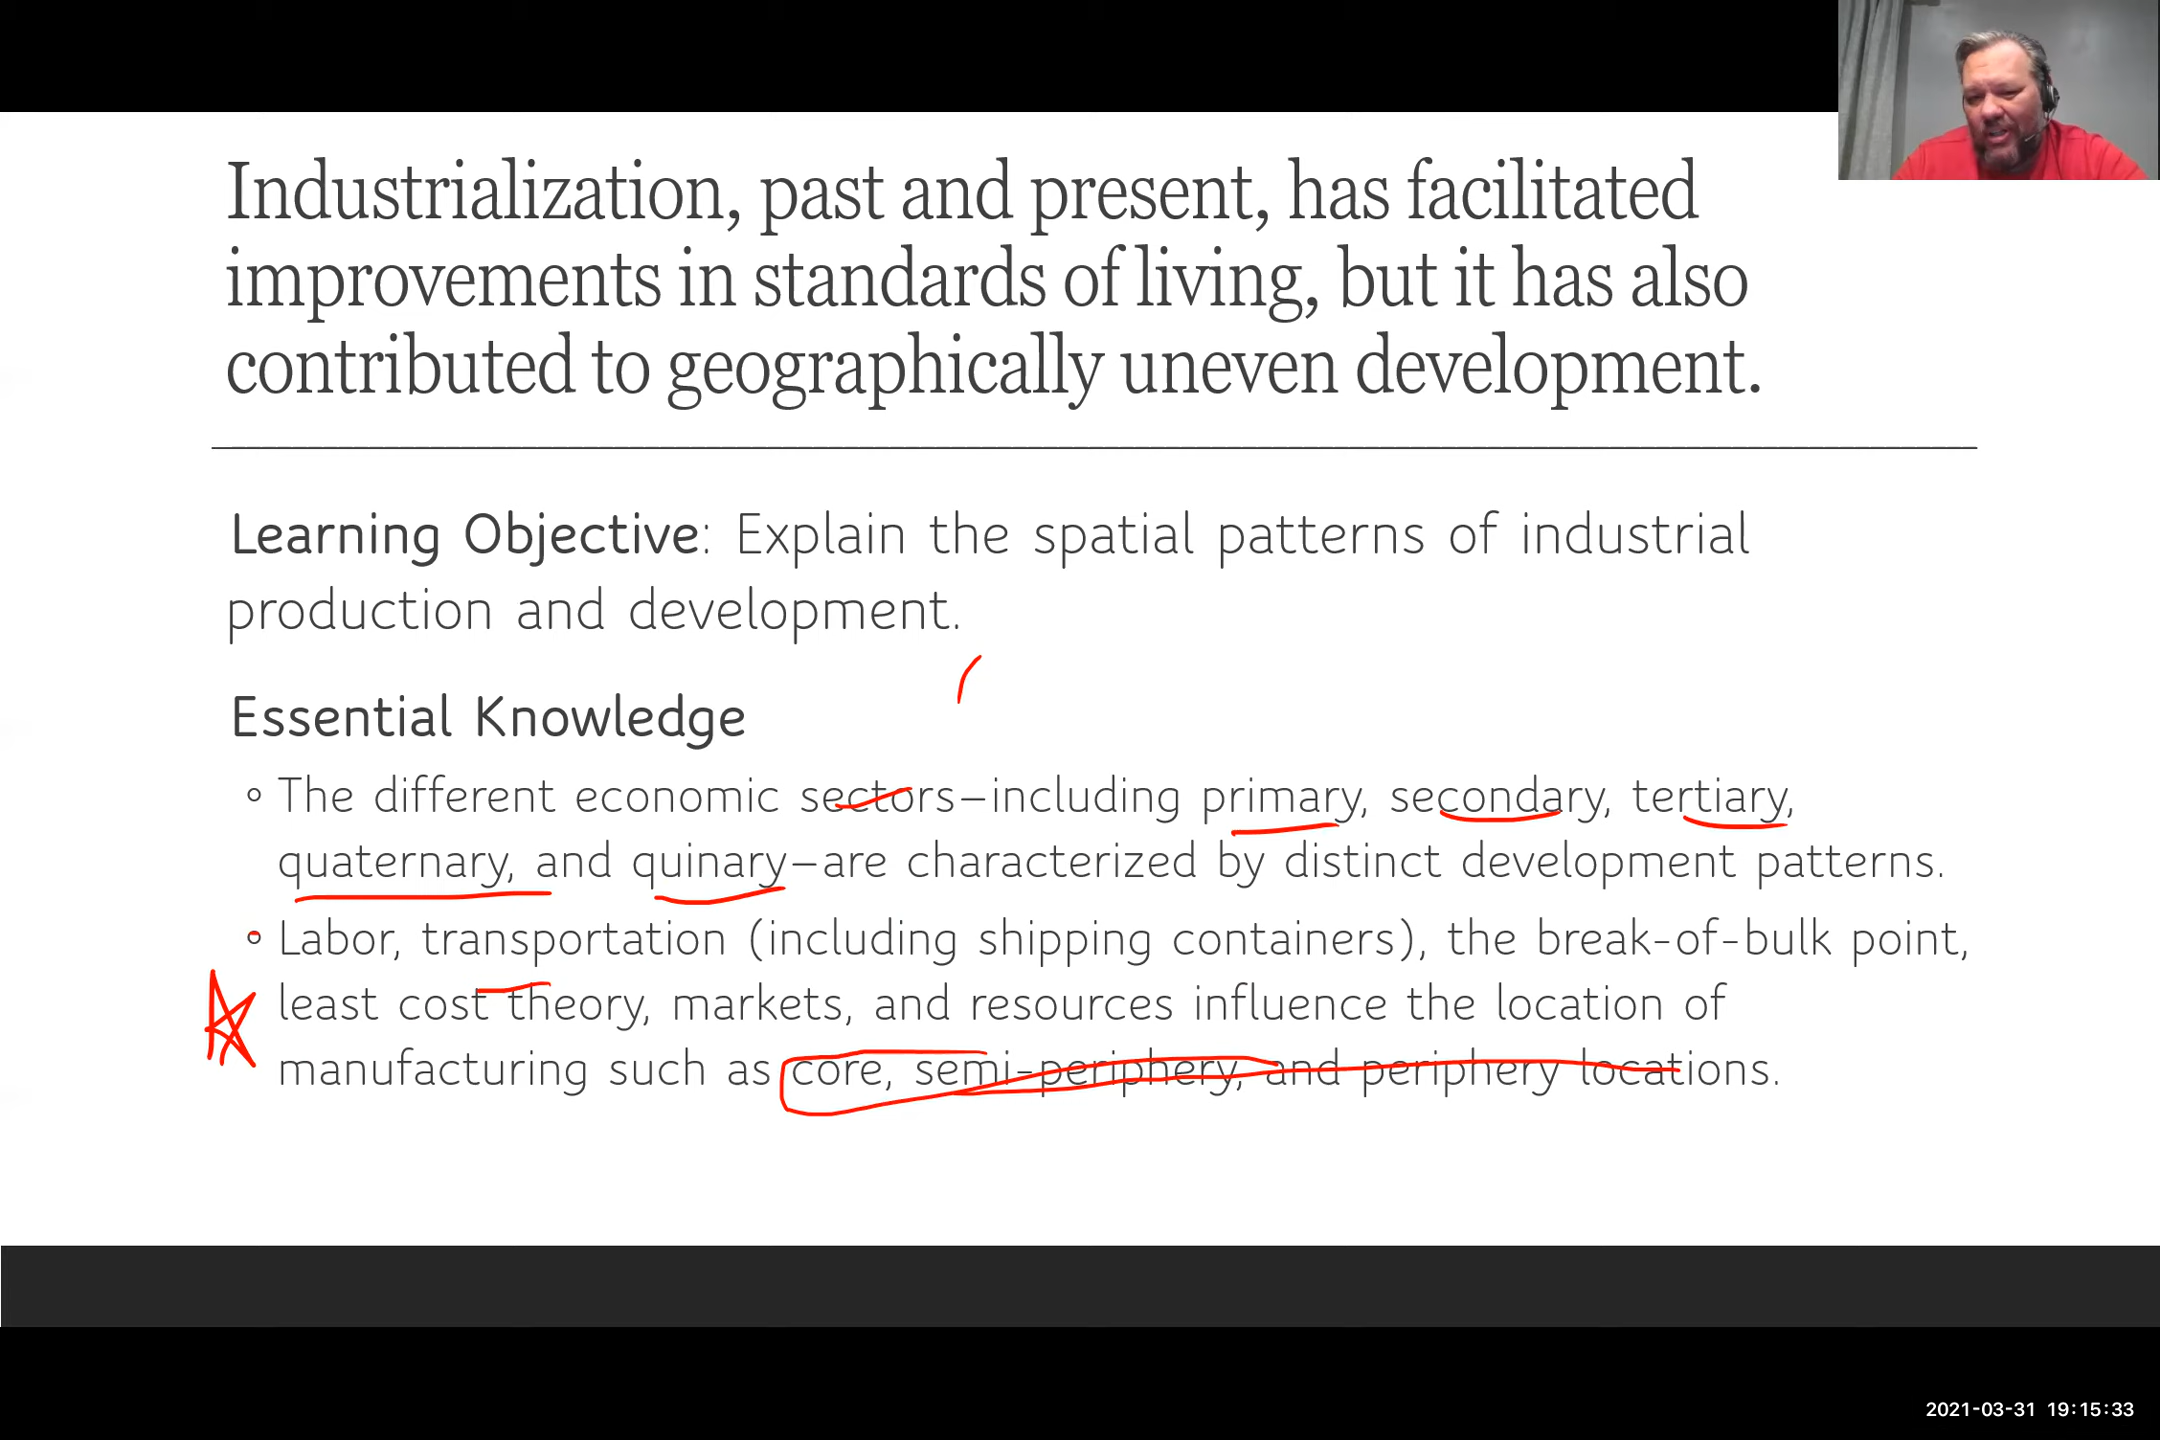 Industrialization, past and present, has facilitated
improvements in standards of living, but it has also
contributed to geographically uneven development.
Learning Objective: Explain the spatial patterns of industrial
production and development.
Essential Knowledge
◦ The different economic sectors–including primary, secondary, tertiary,
quaternary, and quinary–are characterized by distinct development patterns.
◦ Labor, transportation (including shipping containers), the break-of-bulk point,
least cost theory, markets, and resources influence the location of
manufacturing such as core, semi-periphery, and periphery locations.
2021-03-31 19:15:33